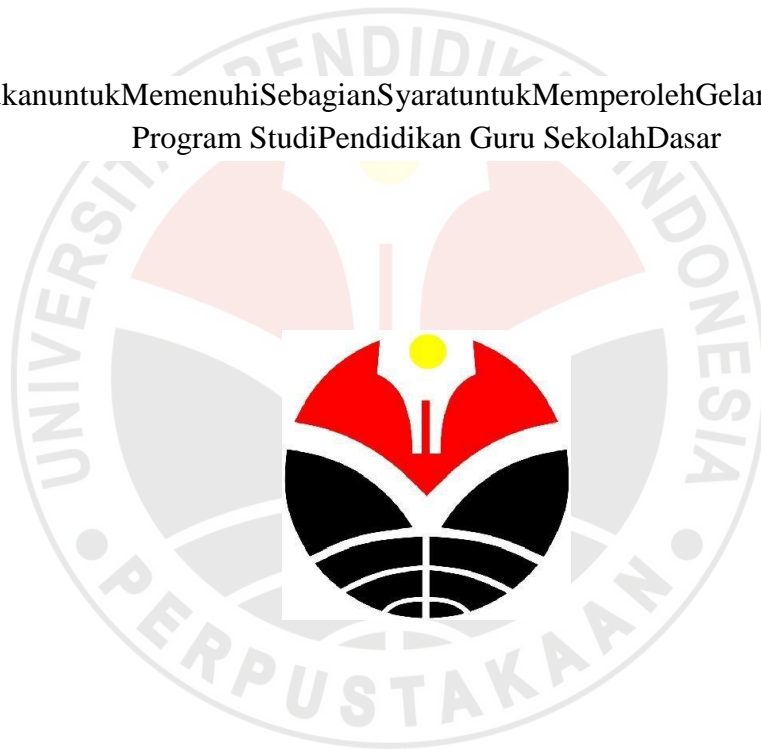 kanuntukMemenuhiSebagianSyaratuntukMemperolehGelar
Program StudiPendidikan Guru SekolahDasar
PERPUSTAKAAN